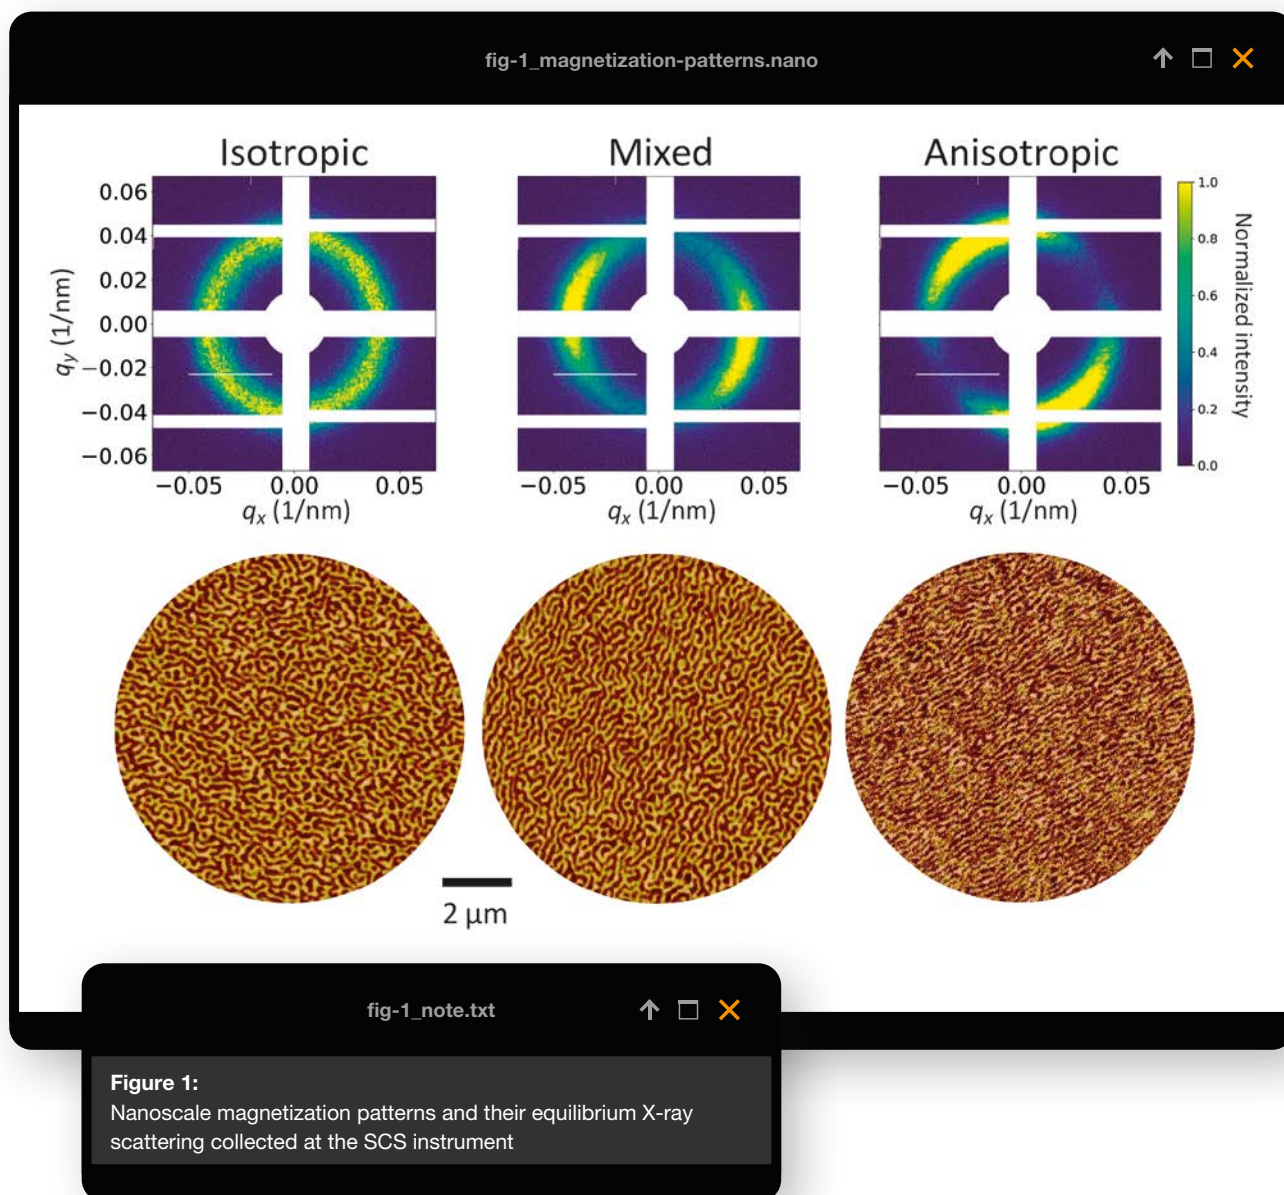 fig-1_magnetization-patterns.nano
Isotropic
Mixed
Anisotropic
0.06
0.04
0.02
0.00
−0.02
−0.04
−0.06
qy (1/nm)
−0.05 0.00 0.05
qx (1/nm)
−0.05 0.00 0.05
qx (1/nm)
−0.05 0.00 0.05
qx (1/nm)
1.0
0.8
0.6
0.4
0.2
0.0
Normalized intensity
2 μm
fig-1_note.txt
Figure 1:
Nanoscale magnetization patterns and their equilibrium X-ray
scattering collected at the SCS instrument